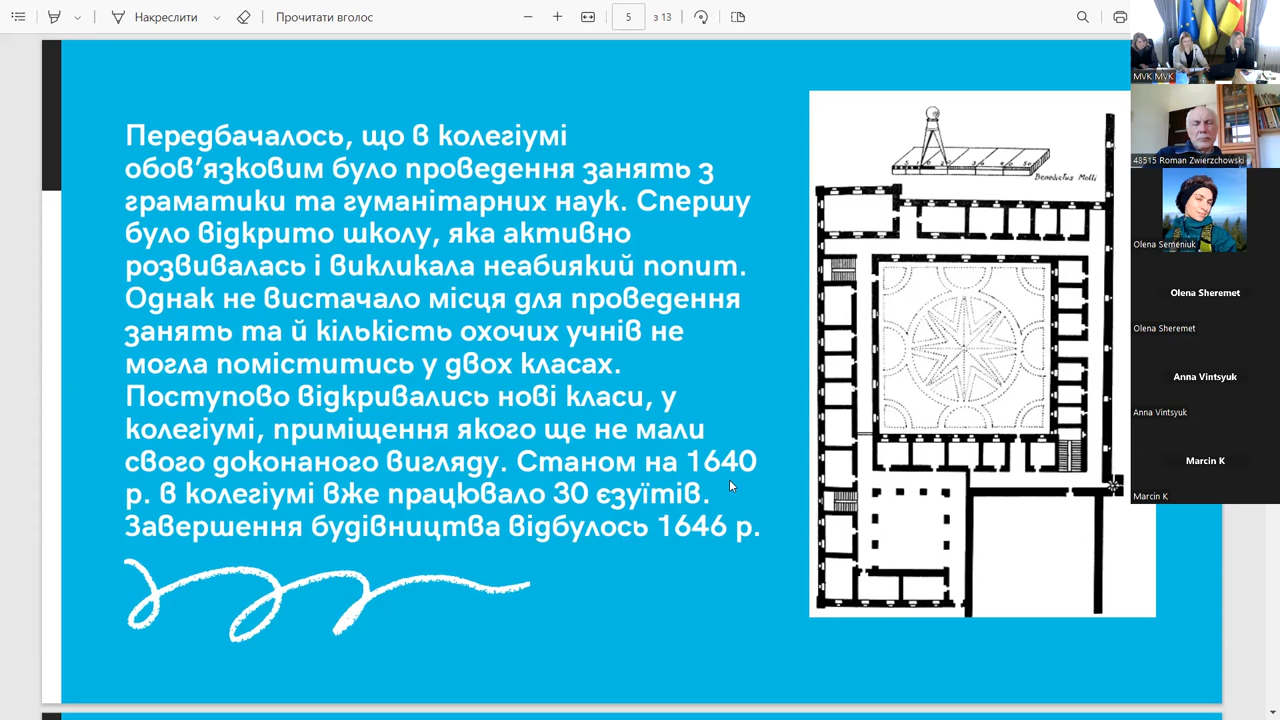 Накреслити
Прочитати вголос
5
з 13
Передбачалось, що в колегіумі
обов’язковим було проведення занять з
граматики та гуманітарних наук. Спершу
було відкрито школу, яка активно
розвивалась і викликала неабиякий попит.
Однак не вистачало місця для проведення
занять та й кількість охочих учнів не
могла поміститись у двох класах.
Поступово відкривались нові класи, у
колегіумі, приміщення якого ще не мали
свого доконаного вигляду. Станом на 1640
р. в колегіумі вже працювало 30 єзуїтів.
Завершення будівництва відбулось 1646 р.
Benedictus Molli
MVK MVK
48515 Roman Zwierzchowski
Olena Semeniuk
Olena Sheremet
Olena Sheremet
Anna Vintsyuk
Anna Vintsyuk
Marcin K
Marcin K